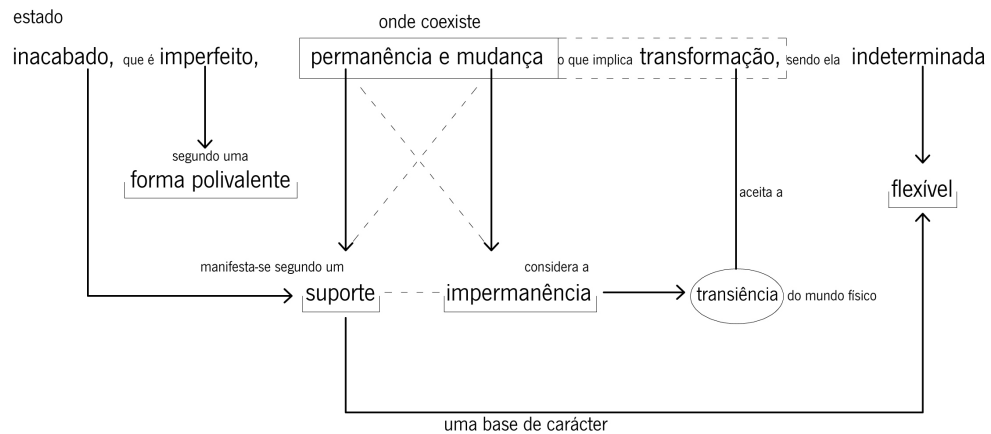 estado
onde coexiste
inacabado, que é imperfeito, permanência e mudança o que implica transformação, sendo ela indeterminada
segundo uma
forma polivalente
aceita a
flexível
manifesta-se segundo um
considera a
suporte impermanência transiência do mundo físico
uma base de carácter